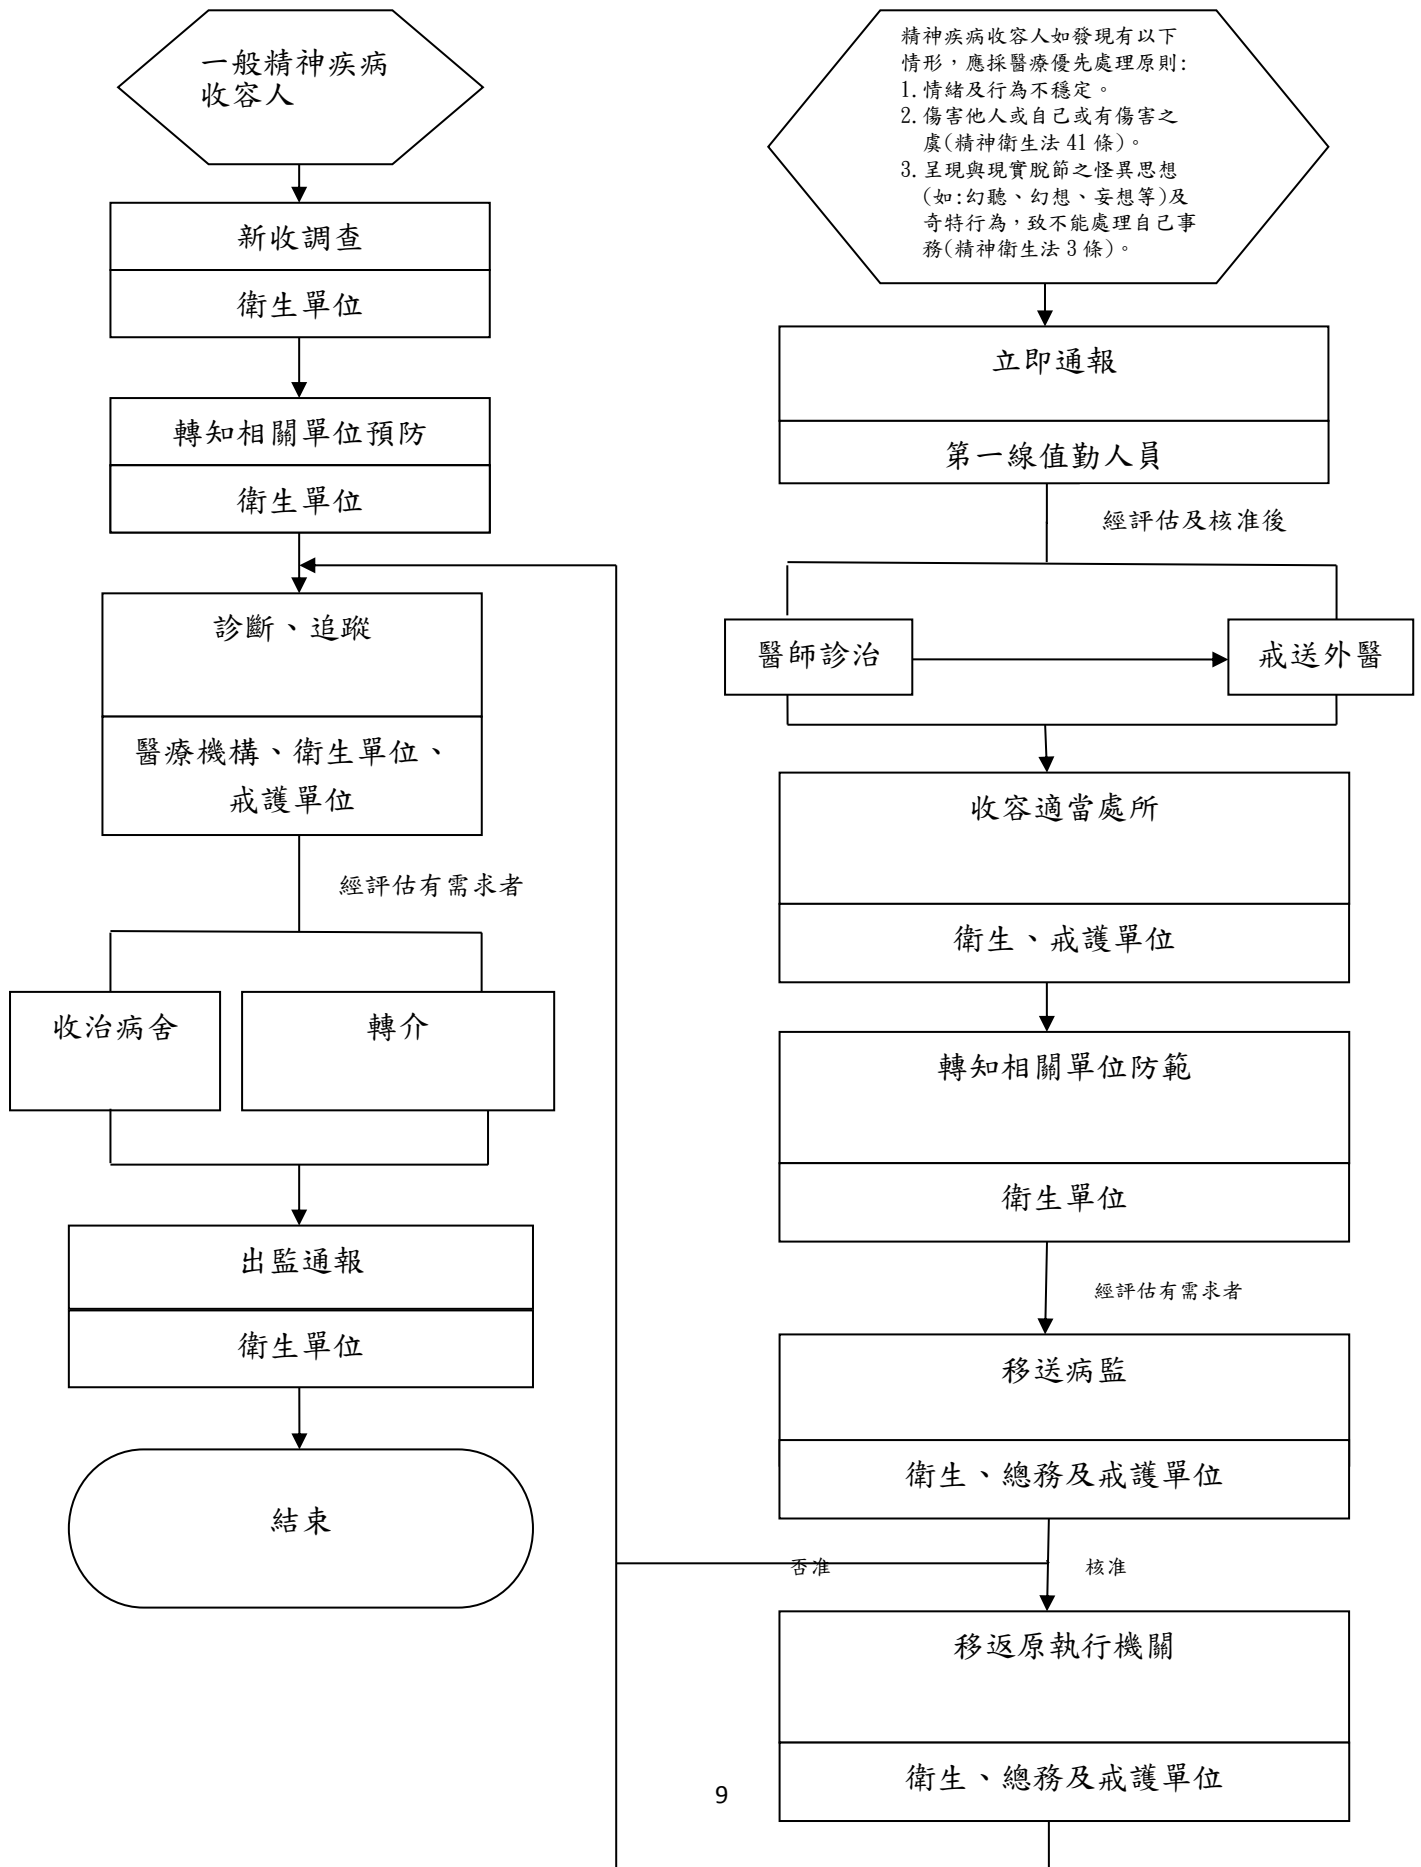 一般精神疾病
收容人
新收調查
衛生單位
轉知相關單位預防
衛生單位
診斷、追蹤
醫療機構、衛生單位、
戒護單位
經評估有需求者
收治病舍
轉介
出監通報
衛生單位
結束
精神疾病收容人如發現有以下
情形，應採醫療優先處理原則:
1.情緒及行為不穩定。
2.傷害他人或自己或有傷害之
虞(精神衛生法 41 條)。
3.呈現與現實脫節之怪異思想
(如:幻聽、幻想、妄想等)及
奇特行為，致不能處理自己事
務(精神衛生法 3 條)。
立即通報
第一線值勤人員
經評估及核准後
醫師診治
戒送外醫
收容適當處所
衛生、戒護單位
轉知相關單位防範
衛生單位
經評估有需求者
移送病監
衛生、總務及戒護單位
否准
核准
移返原執行機關
衛生、總務及戒護單位
9